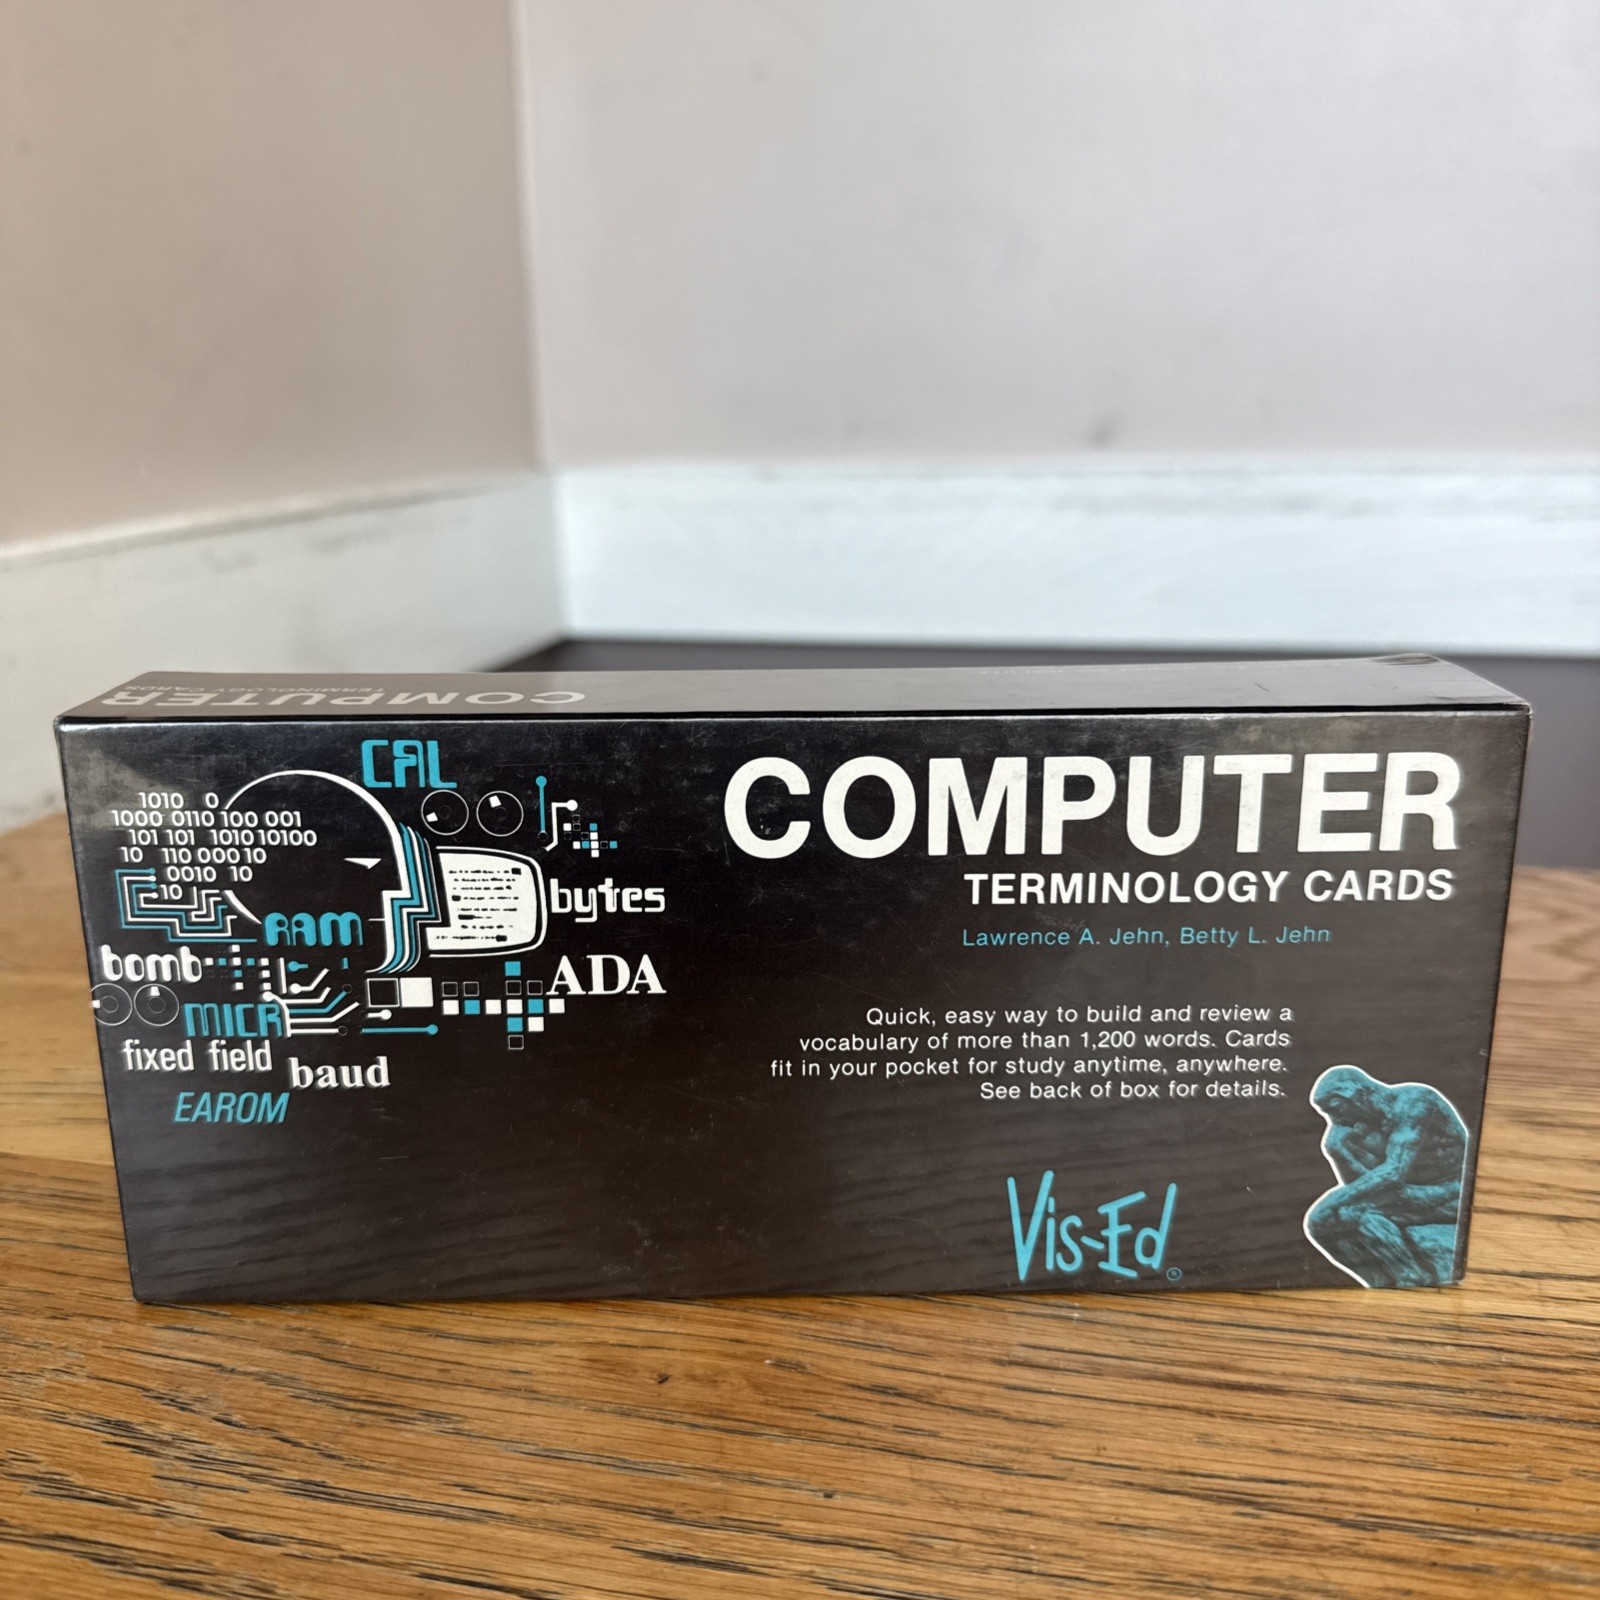 COMPUTER
TERMINOLOGY CARDS
CAL
1010 0
1000 0110 100 001
101 101 1010 10100
10 110 000 10
0010 10
10
RAM
bytes
bomb
ADA
MICR
fixed field
baud
EAROM
COMPUTER
TERMINOLOGY CARDS
Lawrence A. Jehn, Betty L. Jehn
Quick, easy way to build and review a
vocabulary of more than 1,200 words. Cards
fit in your pocket for study anytime, anywhere.
See back of box for details.
Vis-Ed®